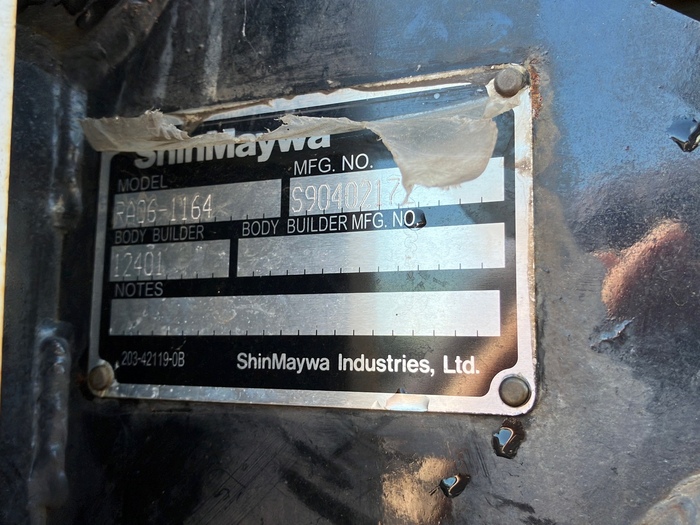 ShinMaywa
MODEL
MFG. NO.
RA06-1164
BODY BUILDER
BODY BUILDER MFG. NO.
12401
NOTES
203-42119-0B
ShinMaywa Industries, Ltd.